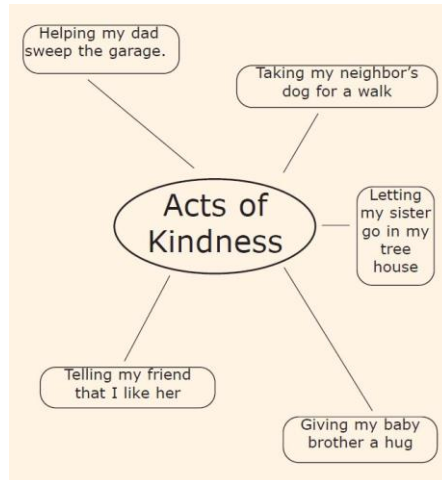 Helping my dad
sweep the garage.
Taking my neighbor's
dog for a walk
Acts of
Kindness
Letting
my sister
go in my
tree
house
Telling my friend
that I like her
Giving my baby
brother a hug